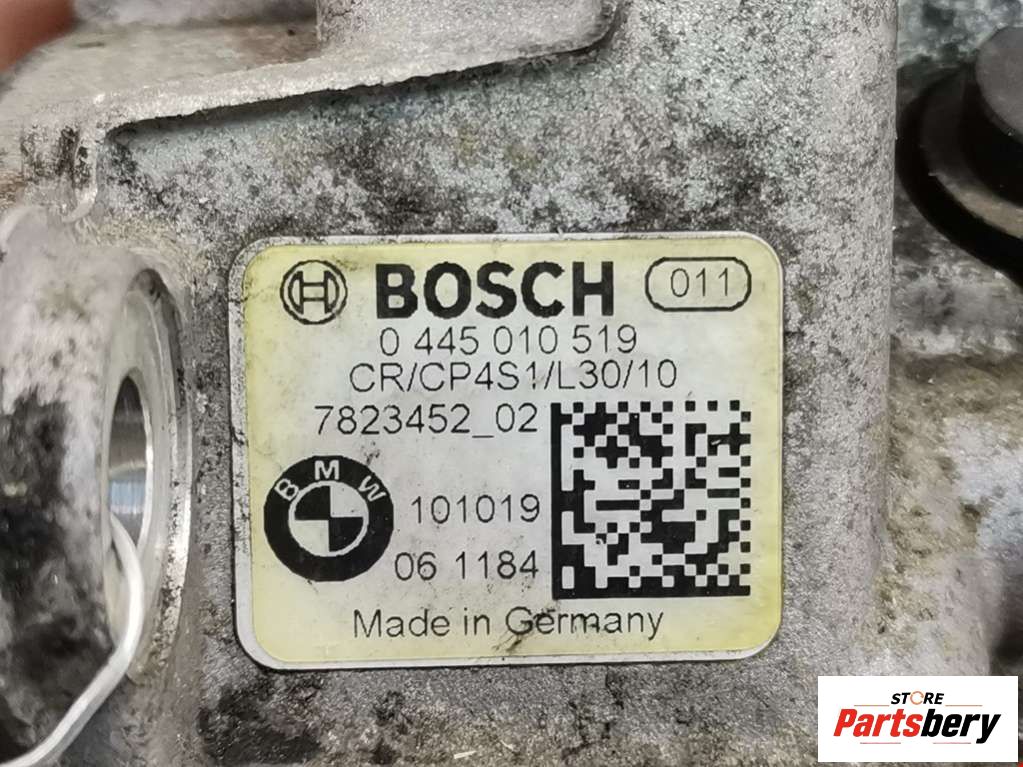 BOSCH 011
0 445 010 519
CR/CP4S1/L30/10
7823452_02
BMW
101019
06 1184
Made in Germany
STORE
Partsbery